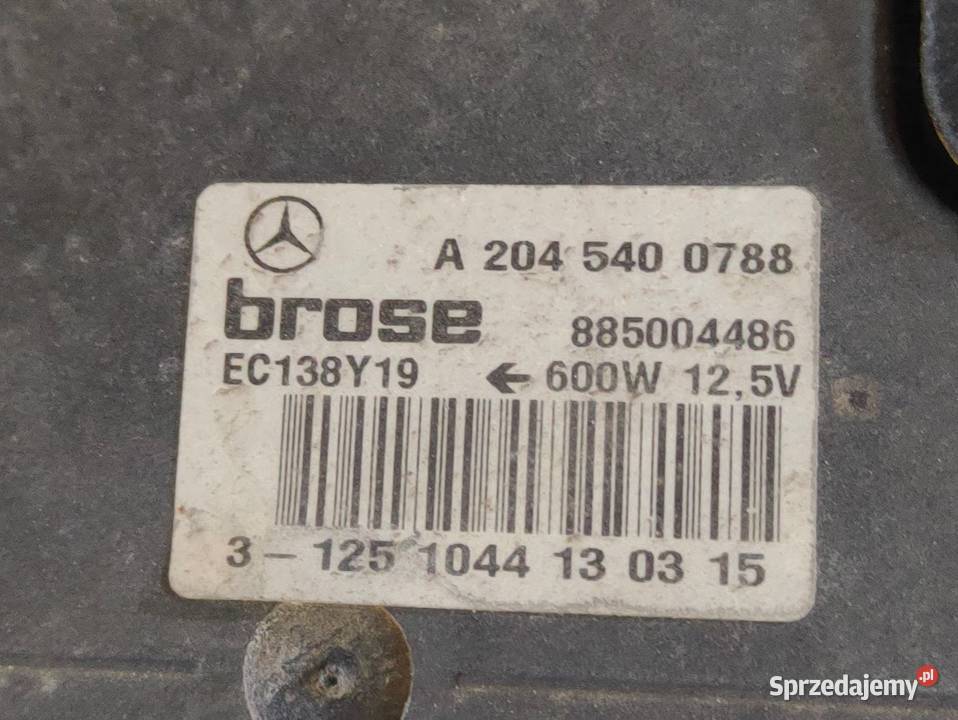 A 204 540 0788
brose
885004486
EC138Y19 ← 600W 12,5V
3 – 125 1044 13 03 15
Sprzedajemy.pl